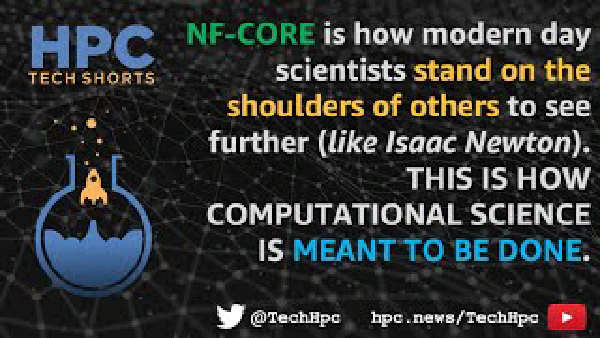 HPC
TECH SHORTS
NF-CORE is how modern day
scientists stand on the
shoulders of others to see
further (like Isaac Newton).
THIS IS HOW
COMPUTATIONAL SCIENCE
IS MEANT TO BE DONE.
@TechHpc
hpc.news/TechHpc